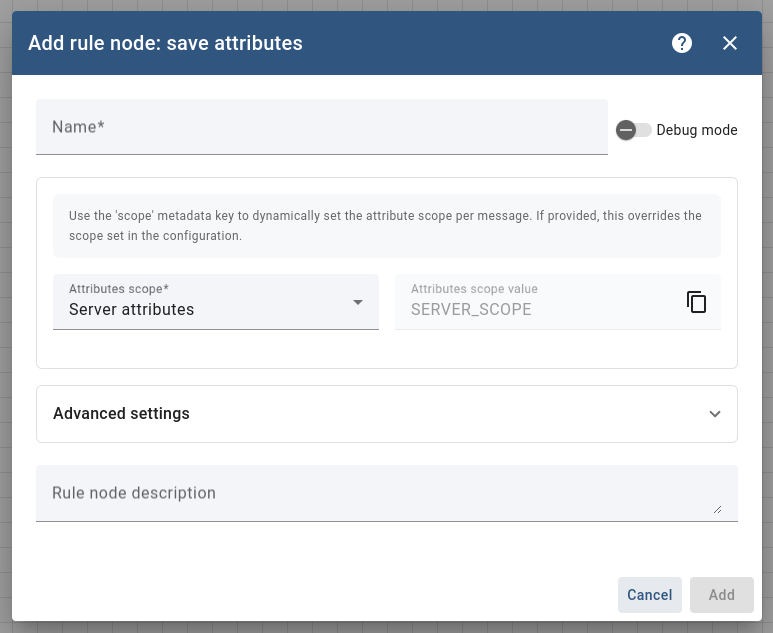 Add rule node: save attributes
Name*
Debug mode
Use the 'scope' metadata key to dynamically set the attribute scope per message. If provided, this overrides the
scope set in the configuration.
Attributes scope*
Server attributes
Attributes scope value
SERVER_SCOPE
Advanced settings
Rule node description
Cancel
Add